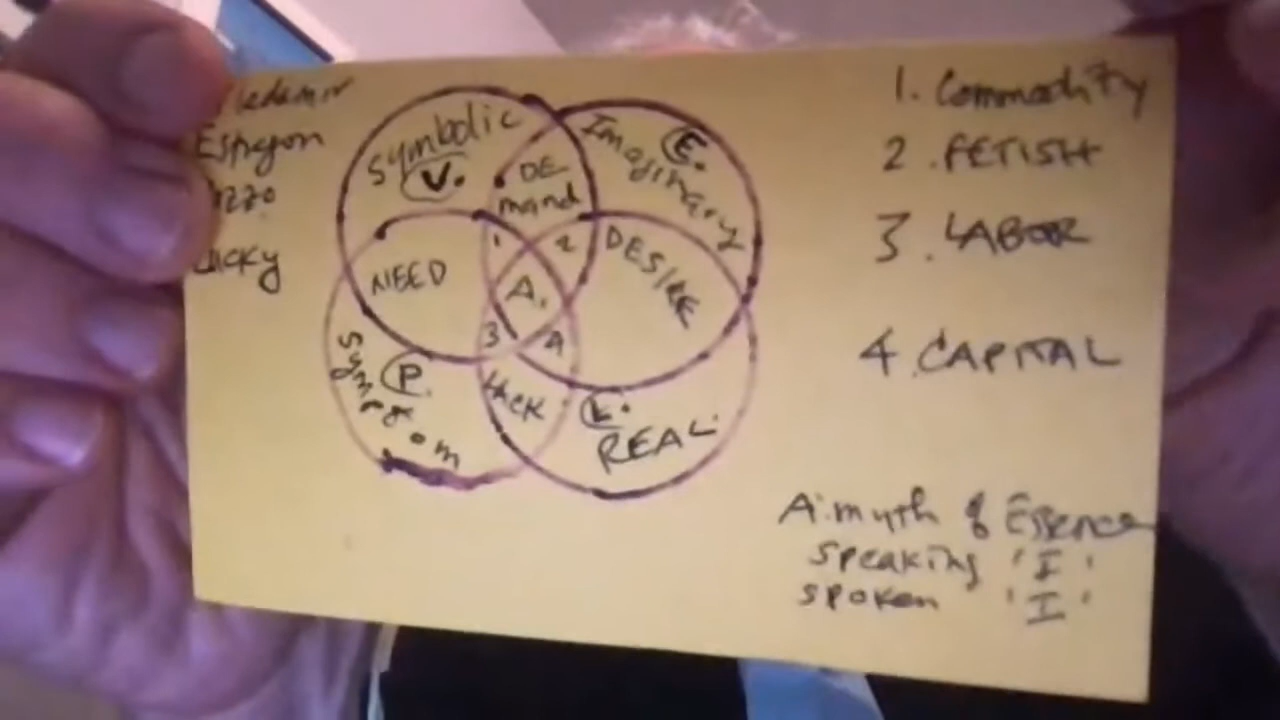 Espragon
Symbolic
V.
DE
mand
E.
Imaginary
NEED
1
2
DESIRE
A.
3
4
Symptom
P.
LACK
L.
REAL
1. Commodity
2. FETISH
3. LABOR
4. CAPITAL
A: myth of Essence
speaking 'I'
spoken 'I'